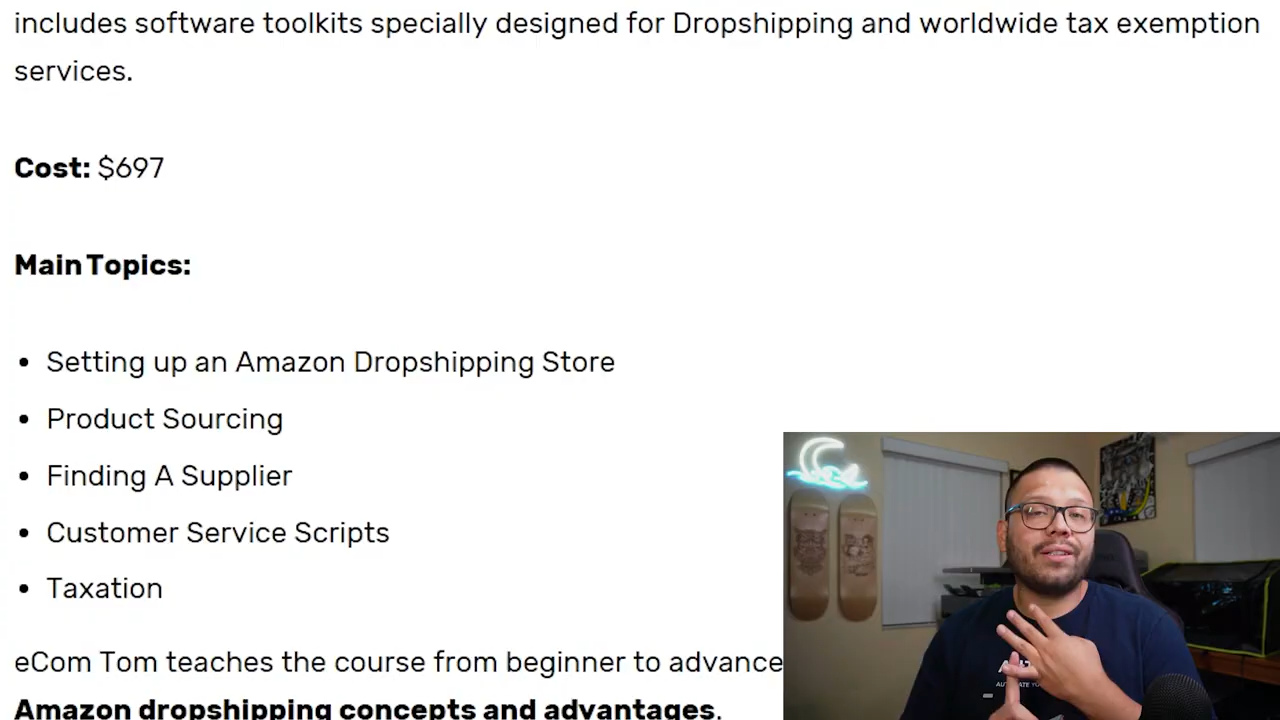 includes software toolkits specially designed for Dropshipping and worldwide tax exemption
services.
Cost: $697
Main Topics:
• Setting up an Amazon Dropshipping Store
• Product Sourcing
• Finding A Supplier
• Customer Service Scripts
• Taxation
eCom Tom teaches the course from beginner to advance
Amazon dropshipping concepts and advantages.